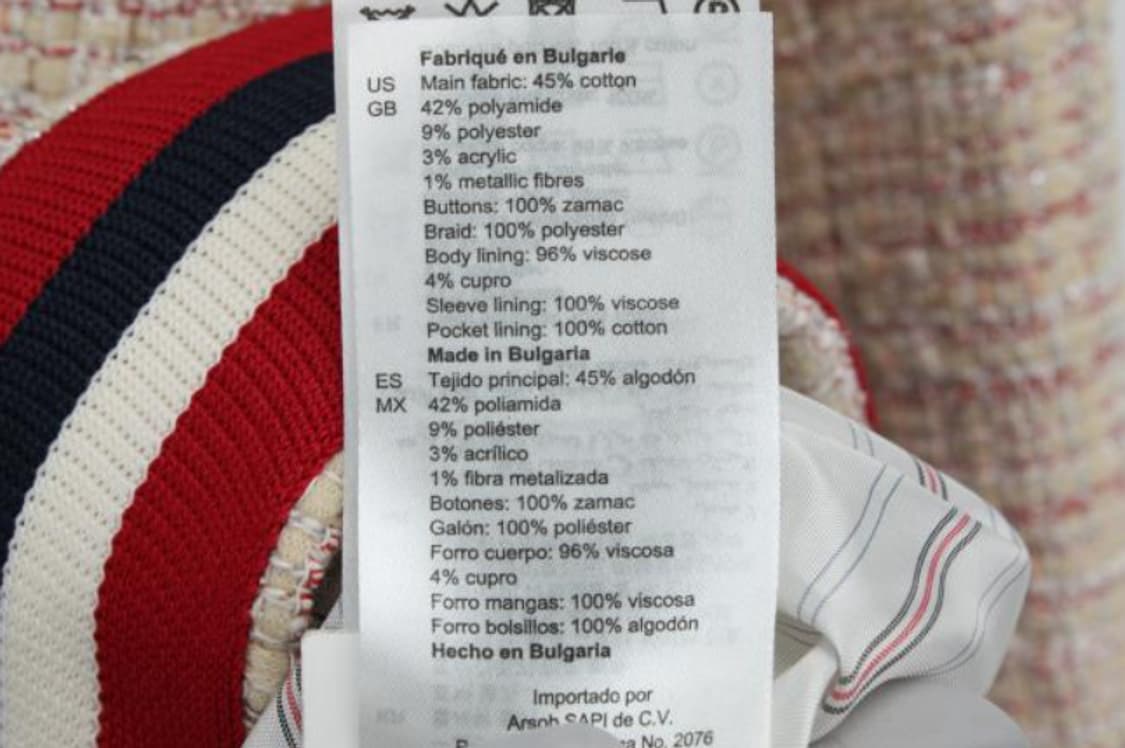 Fabriqué en Bulgarie
US Main fabric: 45% cotton
GB 42% polyamide
9% polyester
3% acrylic
1% metallic fibres
Buttons: 100% zamac
Braid: 100% polyester
Body lining: 96% viscose
4% cupro
Sleeve lining: 100% viscose
Pocket lining: 100% cotton
Made in Bulgaria
ES Tejido principal: 45% algodón
MX 42% poliamida
9% poliéster
3% acrílico
1% fibra metalizada
Botones: 100% zamac
Galón: 100% poliéster
Forro cuerpo: 96% viscosa
4% cupro
Forro mangas: 100% viscosa
Forro bolsillos: 100% algodón
Hecho en Bulgaria
Importado por
SAPI de C.V.
No. 2076